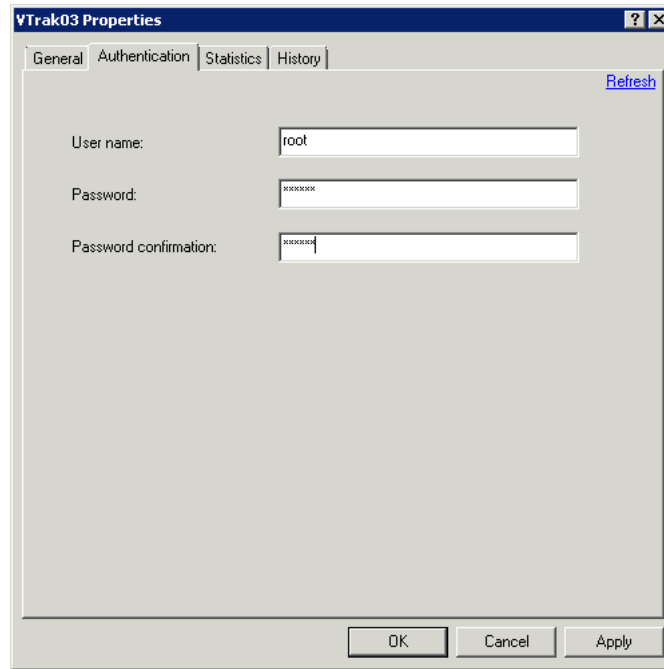 VTrak03 Properties
General Authentication Statistics History
Refresh
User name: root
Password: ××××××
Password confirmation: ××××××
OK Cancel Apply